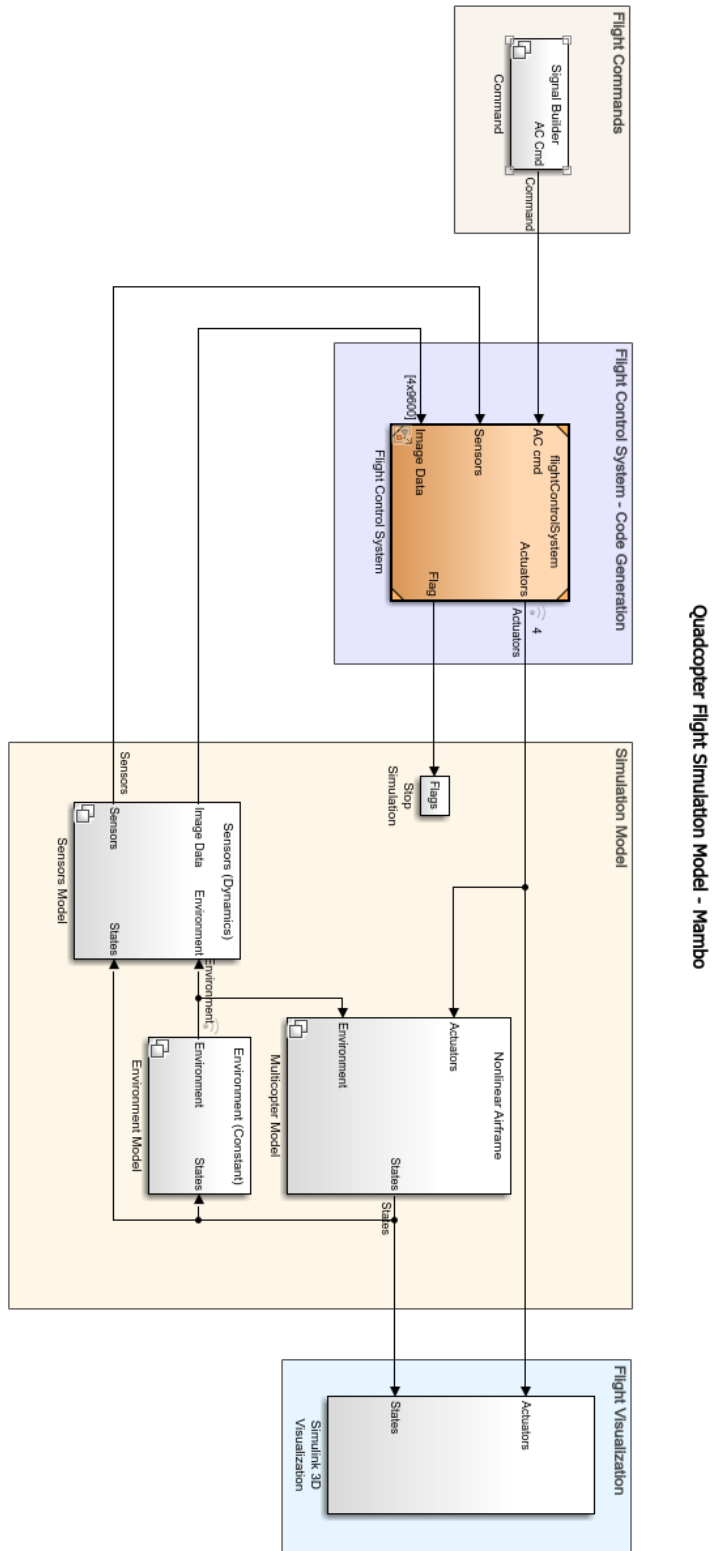 Quadcopter Flight Simulation Model - Mambo
Flight Commands
Signal Builder
AC Cmd
Command
Command
Flight Control System - Code Generation
flightControlSystem
AC cmd
Actuators
Sensors
Image Data
Flag
[4x9600]
Flight Control System
4
Actuators
Simulation Model
Flags
Stop
Simulation
Nonlinear Airframe
Actuators
Environment
States
Multicopter Model
States
Environment (Constant)
Environment
States
Environment Model
Environment
Sensors (Dynamics)
Image Data
Environment
Sensors
States
Sensors Model
Sensors
Flight Visualization
Actuators
States
Simulink 3D
Visualization